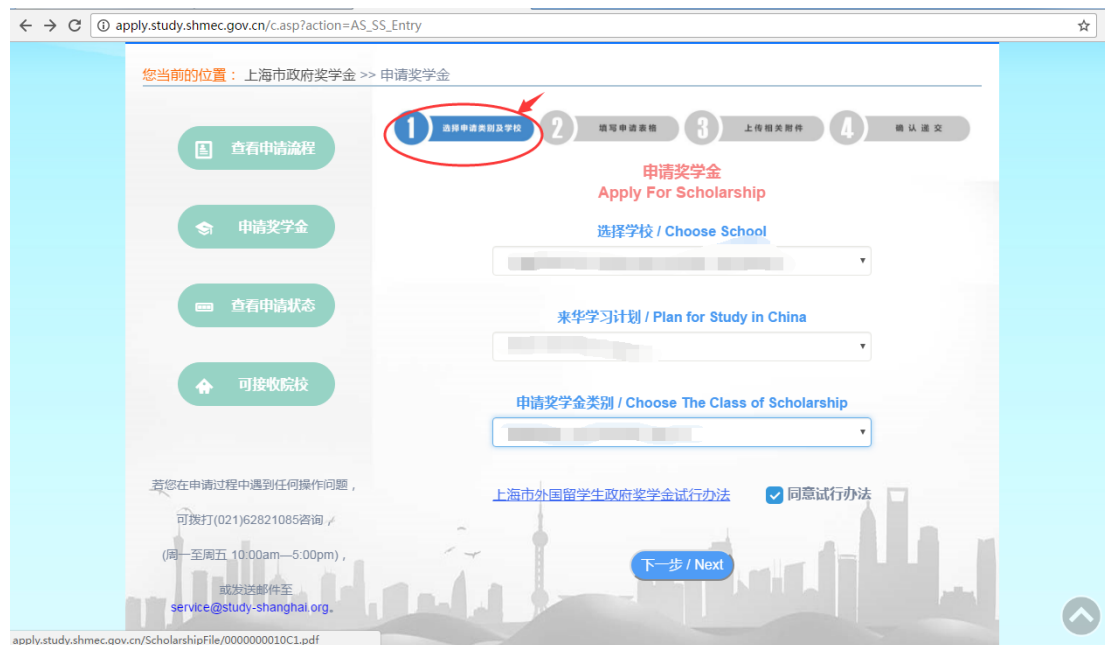 apply.study.shmec.gov.cn/c.asp?action=AS_SS_Entry
您当前的位置： 上海市政府奖学金 >> 申请奖学金
1 选择申请类别及学校 2 填写申请表格 3 上传相关附件 4 确认递交
查看申请流程
申请奖学金
查看申请状态
可接收院校
若您在申请过程中遇到任何操作问题，
可拨打(021)62821085咨询，
(周一至周五 10:00am—5:00pm)，
或发送邮件至
service@study-shanghai.org。
申请奖学金
Apply For Scholarship
选择学校 / Choose School
来华学习计划 / Plan for Study in China
申请奖学金类别 / Choose The Class of Scholarship
上海市外国留学生政府奖学金试行办法 同意试行办法
下一步 / Next
apply.study.shmec.gov.cn/ScholarshipFile/0000000010C1.pdf